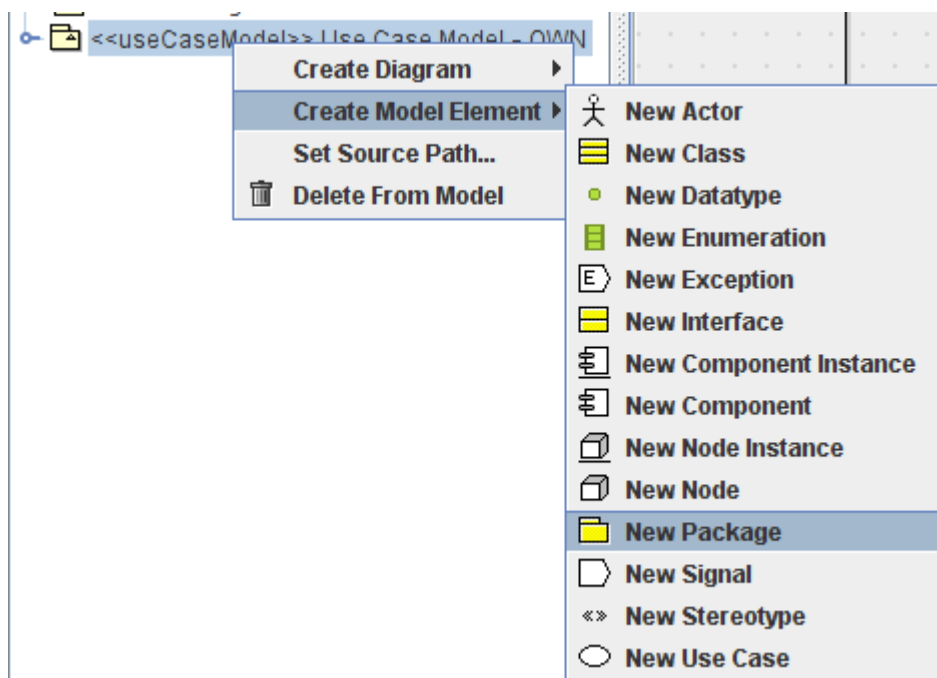 <<useCaseModel>> Use Case Model - OWN
Create Diagram
Create Model Element
Set Source Path...
Delete From Model
New Actor
New Class
New Datatype
New Enumeration
E
New Exception
New Interface
New Component Instance
New Component
New Node Instance
New Node
New Package
New Signal
«» New Stereotype
New Use Case